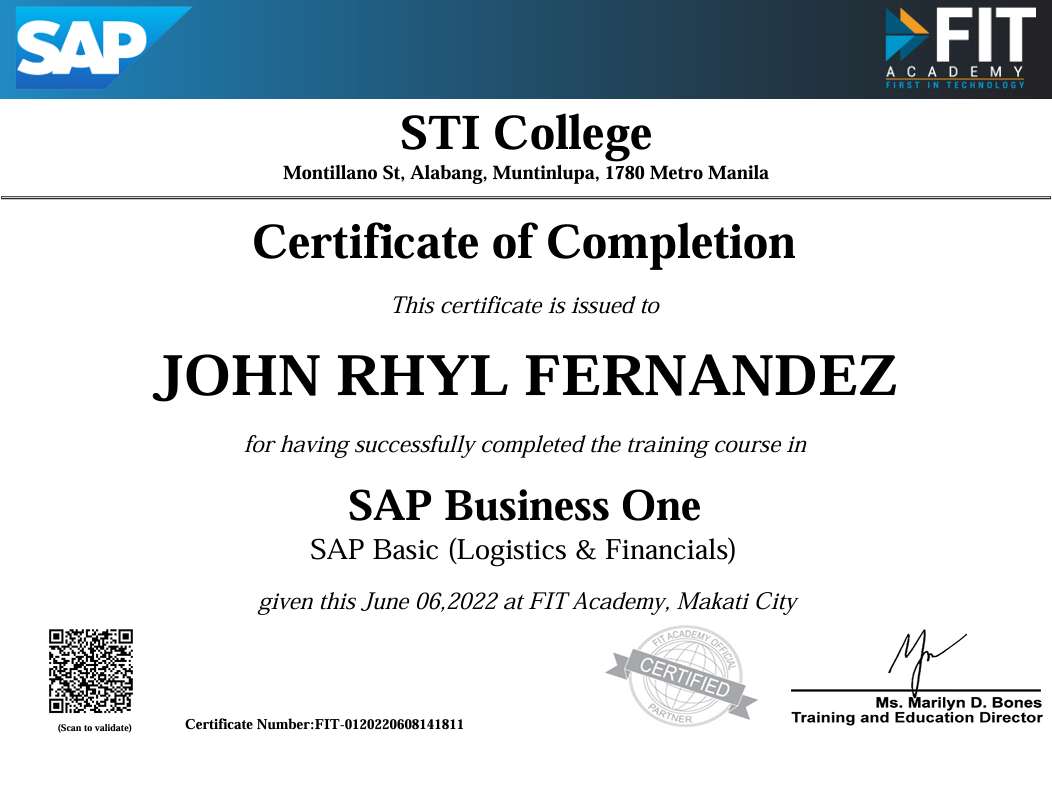 SAP
FIT
ACADEMY
FIRST IN TECHNOLOGY
STI College
Montillano St, Alabang, Muntinlupa, 1780 Metro Manila
Certificate of Completion
This certificate is issued to
JOHN RHYL FERNANDEZ
for having successfully completed the training course in
SAP Business One
SAP Basic (Logistics & Financials)
given this June 06,2022 at FIT Academy, Makati City
FIT ACADEMY OFFICIAL
CERTIFIED
PARTNER
Ms. Marilyn D. Bones
Training and Education Director
(Scan to validate)
Certificate Number:FIT-0120220608141811